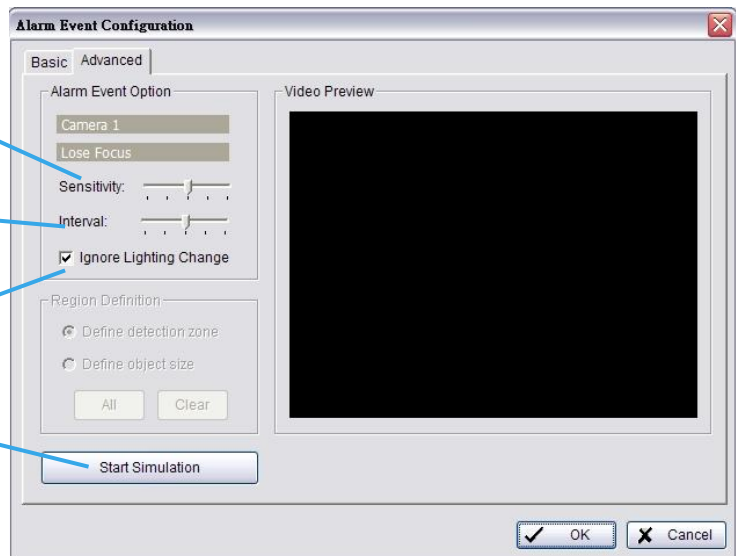 Alarm Event Configuration
Basic
Advanced
Alarm Event Option
Camera 1
Lose Focus
Sensitivity:
Interval:
Ignore Lighting Change
Region Definition
Define detection zone
Define object size
All
Clear
Start Simulation
Video Preview
OK
Cancel